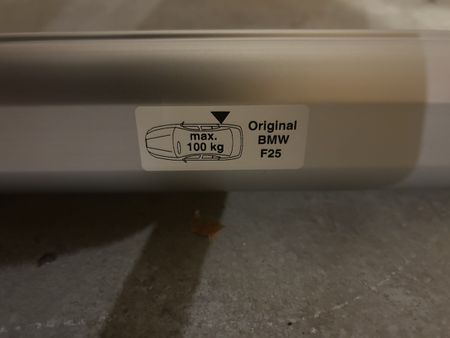 max.
100 kg
Original
BMW
F25